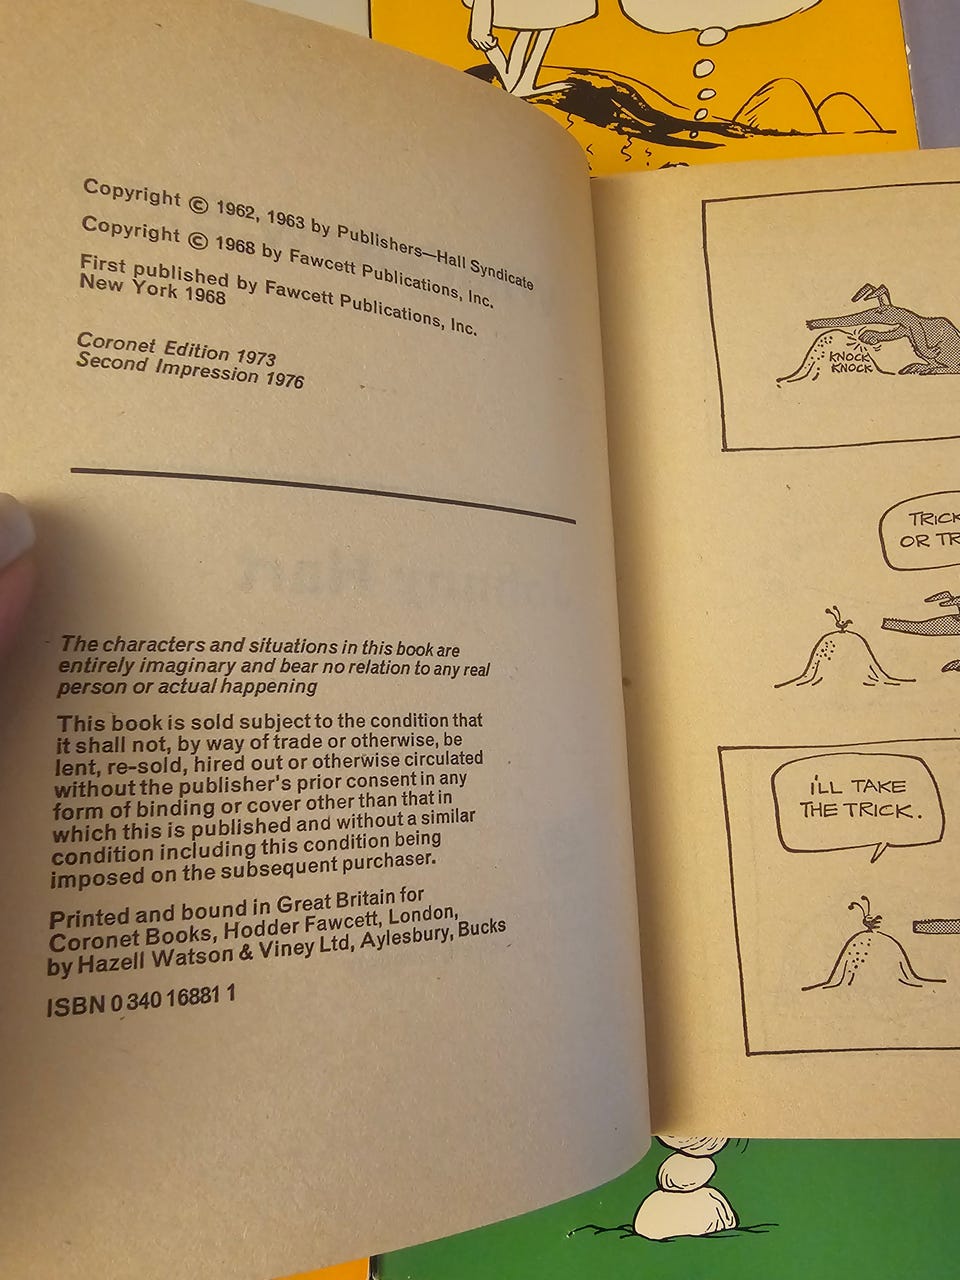 Copyright © 1962, 1963 by Publishers—Hall Syndicate
Copyright © 1968 by Fawcett Publications, Inc.
First published by Fawcett Publications, Inc.
New York 1968
Coronet Edition 1973
Second Impression 1976
The characters and situations in this book are
entirely imaginary and bear no relation to any real
person or actual happening
This book is sold subject to the condition that
it shall not, by way of trade or otherwise, be
lent, re-sold, hired out or otherwise circulated
without the publisher's prior consent in any
form of binding or cover other than that in
which this is published and without a similar
condition including this condition being
imposed on the subsequent purchaser.
Printed and bound in Great Britain for
Coronet Books, Hodder Fawcett, London,
by Hazell Watson & Viney Ltd, Aylesbury, Bucks
ISBN 0 340 16881 1
KNOCK
KNOCK
TRICK
OR TR
I'LL TAKE
THE TRICK.